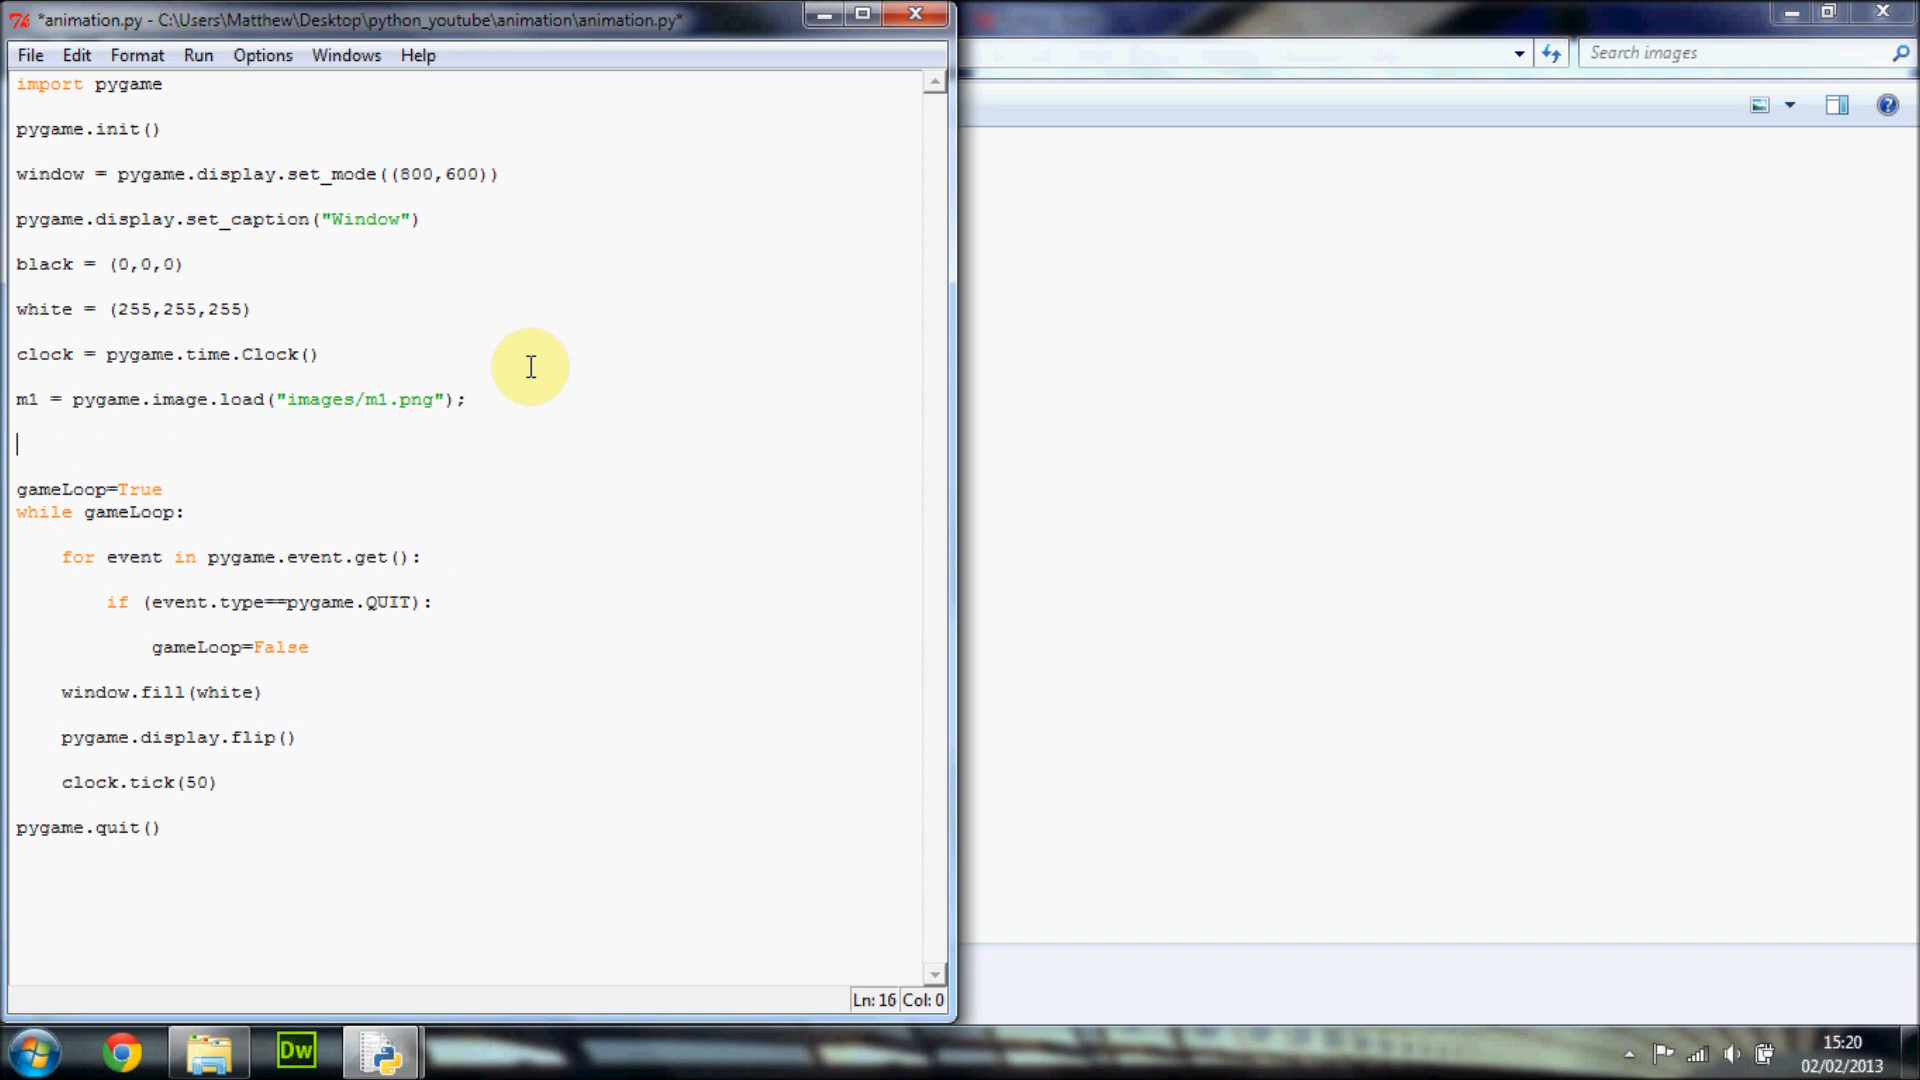 *animation.py - C:\Users\Matthew\Desktop\python_youtube\animation\animation.py*
File Edit Format Run Options Windows Help
Search images
import pygame
pygame.init()
window = pygame.display.set_mode((800,600))
pygame.display.set_caption("Window")
black = (0,0,0)
white = (255,255,255)
clock = pygame.time.Clock()
m1 = pygame.image.load("images/m1.png");
gameLoop=True
while gameLoop:
for event in pygame.event.get():
if (event.type==pygame.QUIT):
gameLoop=False
window.fill(white)
pygame.display.flip()
clock.tick(50)
pygame.quit()
Ln: 16 Col: 0
Dw
15:20
02/02/2013